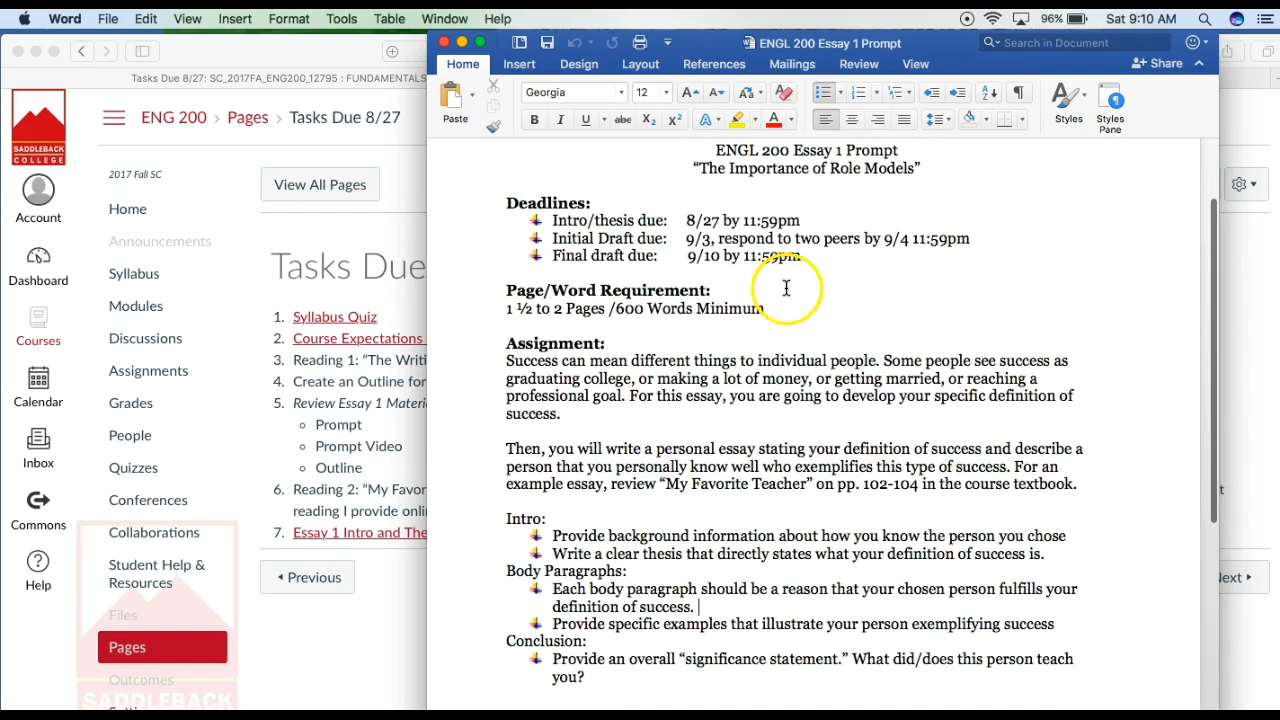 Word File Edit View Insert Format Tools Table Window Help
96% Sat 9:10 AM
Tasks Due 8/27: SC_2017FA_ENG200_12795 : FUNDAMENTALS
SADDLEBACK
COLLEGE
Account
Dashboard
Courses
Calendar
Inbox
Commons
Help
ENG 200 > Pages > Tasks Due 8/27
2017 Fall SC
Home
Announcements
Syllabus
Modules
Discussions
Assignments
Grades
People
Quizzes
Conferences
Collaborations
Student Help &
Resources
Files
Pages
Outcomes
SADDLEBACK
View All Pages
Tasks Due
1. Syllabus Quiz
2. Course Expectations
3. Reading 1: “The Writi
4. Create an Outline for
5. Review Essay 1 Materi
Prompt
Prompt Video
Outline
6. Reading 2: “My Favor
reading I provide onli
7. Essay 1 Intro and The
Previous
Next
ENGL 200 Essay 1 Prompt
Search in Document
Home Insert Design Layout References Mailings Review View
Share
Paste
Georgia 12
B I U abc X2 X2 A A
Styles
Styles
Pane
ENGL 200 Essay 1 Prompt
“The Importance of Role Models”
Deadlines:
Intro/thesis due: 8/27 by 11:59pm
Initial Draft due: 9/3, respond to two peers by 9/4 11:59pm
Final draft due: 9/10 by 11:59pm
Page/Word Requirement:
1 ½ to 2 Pages /600 Words Minimum
Assignment:
Success can mean different things to individual people. Some people see success as
graduating college, or making a lot of money, or getting married, or reaching a
professional goal. For this essay, you are going to develop your specific definition of
success.
Then, you will write a personal essay stating your definition of success and describe a
person that you personally know well who exemplifies this type of success. For an
example essay, review “My Favorite Teacher” on pp. 102-104 in the course textbook.
Intro:
Provide background information about how you know the person you chose
Write a clear thesis that directly states what your definition of success is.
Body Paragraphs:
Each body paragraph should be a reason that your chosen person fulfills your
definition of success.
Provide specific examples that illustrate your person exemplifying success
Conclusion:
Provide an overall “significance statement.” What did/does this person teach
you?